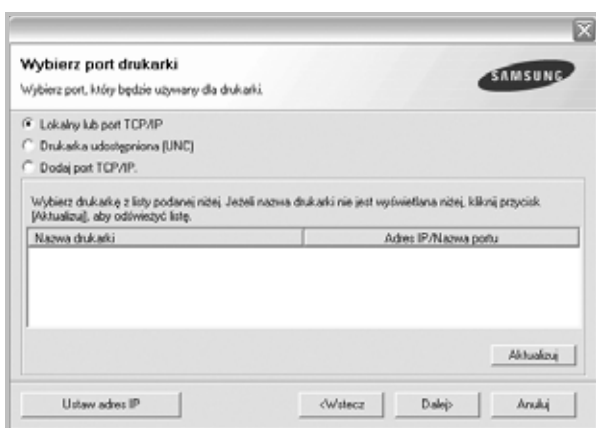 Wybierz port drukarki
Wybierz port, który będzie używany dla drukarki.
SAMSUNG
Lokalny lub port TCP/IP
Drukarka udostępniona (UNC)
Dodaj port TCP/IP.
Wybierz drukarkę z listy podanej niżej. Jeżeli nazwa drukarki nie jest wyświetlana niżej, kliknij przycisk
[Aktualizuj], aby odświeżyć listę.
Nazwa drukarki Adres IP/Nazwa portu
Aktualizuj
Ustaw adres IP <Wstecz Dalej> Anuluj